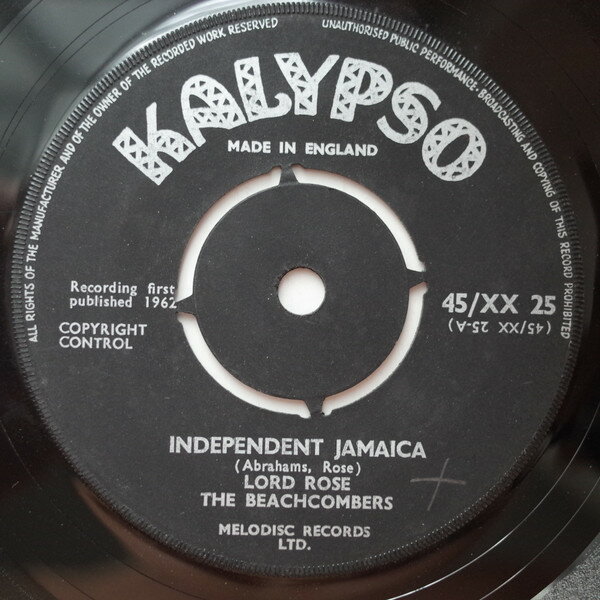 ALL RIGHTS OF THE MANUFACTURER AND OF THE OWNER OF THE RECORDED WORK RESERVED
UNAUTHORISED PUBLIC PERFORMANCE, BROADCASTING AND COPYING OF THIS RECORD PROHIBITED
KALYPSO
MADE IN ENGLAND
Recording first
published 1962
COPYRIGHT
CONTROL
45/XX 25
(45/XX 25-A)
INDEPENDENT JAMAICA
(Abrahams, Rose)
LORD ROSE
THE BEACHCOMBERS
MELODISC RECORDS
LTD.